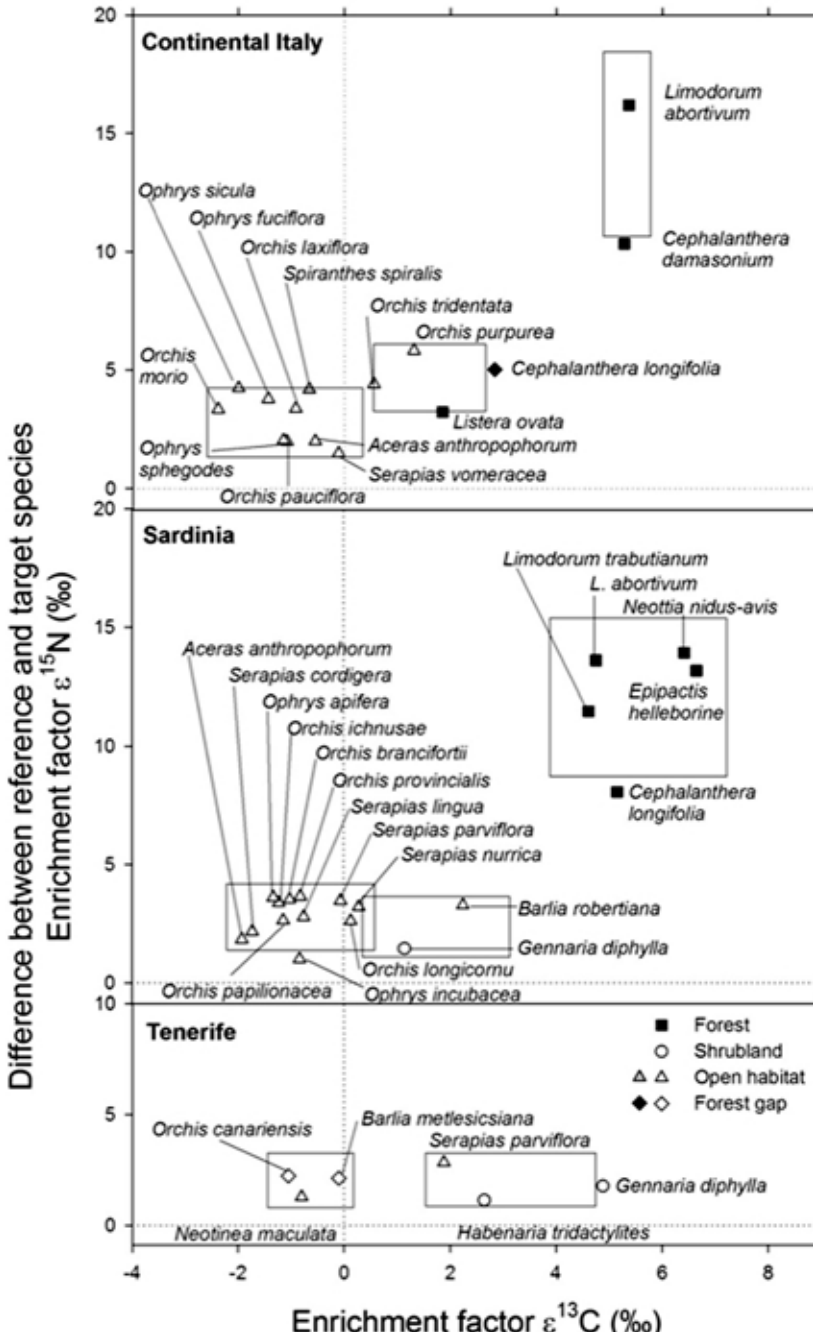 Difference between reference and target species
Enrichment factor ε ¹⁵N (‰)
20
Continental Italy
Limodorum
abortivum
15
Ophrys sicula
Ophrys fuciflora
Orchis laxiflora
Spiranthes spiralis
10
Cephalanthera
damasonium
Orchis tridentata
Orchis purpurea
Orchis
morio
5
Cephalanthera longifolia
Listera ovata
Ophrys
sphegodes
Aceras anthropophorum
Serapias vomeracea
Orchis pauciflora
0
20
Sardinia
Limodorum trabutianum
L. abortivum
Neottia nidus-avis
15
Aceras anthropophorum
Serapias cordigera
Ophrys apifera
Orchis ichnusae
Orchis brancifortii
Orchis provincialis
Serapias lingua
Serapias parviflora
Serapias nurrica
Epipactis
helleborine
10
Cephalanthera
longifolia
5
Barlia robertiana
Gennaria diphylla
Orchis longicornu
Orchis papilionacea
Ophrys incubacea
0
10
Tenerife
Forest
Shrubland
Open habitat
Forest gap
5
Orchis canariensis
Barlia metlesicsiana
Serapias parviflora
Gennaria diphylla
0
Neotinea maculata
Habenaria tridactylites
-4 -2 0 2 4 6 8
Enrichment factor ε¹³C (‰)